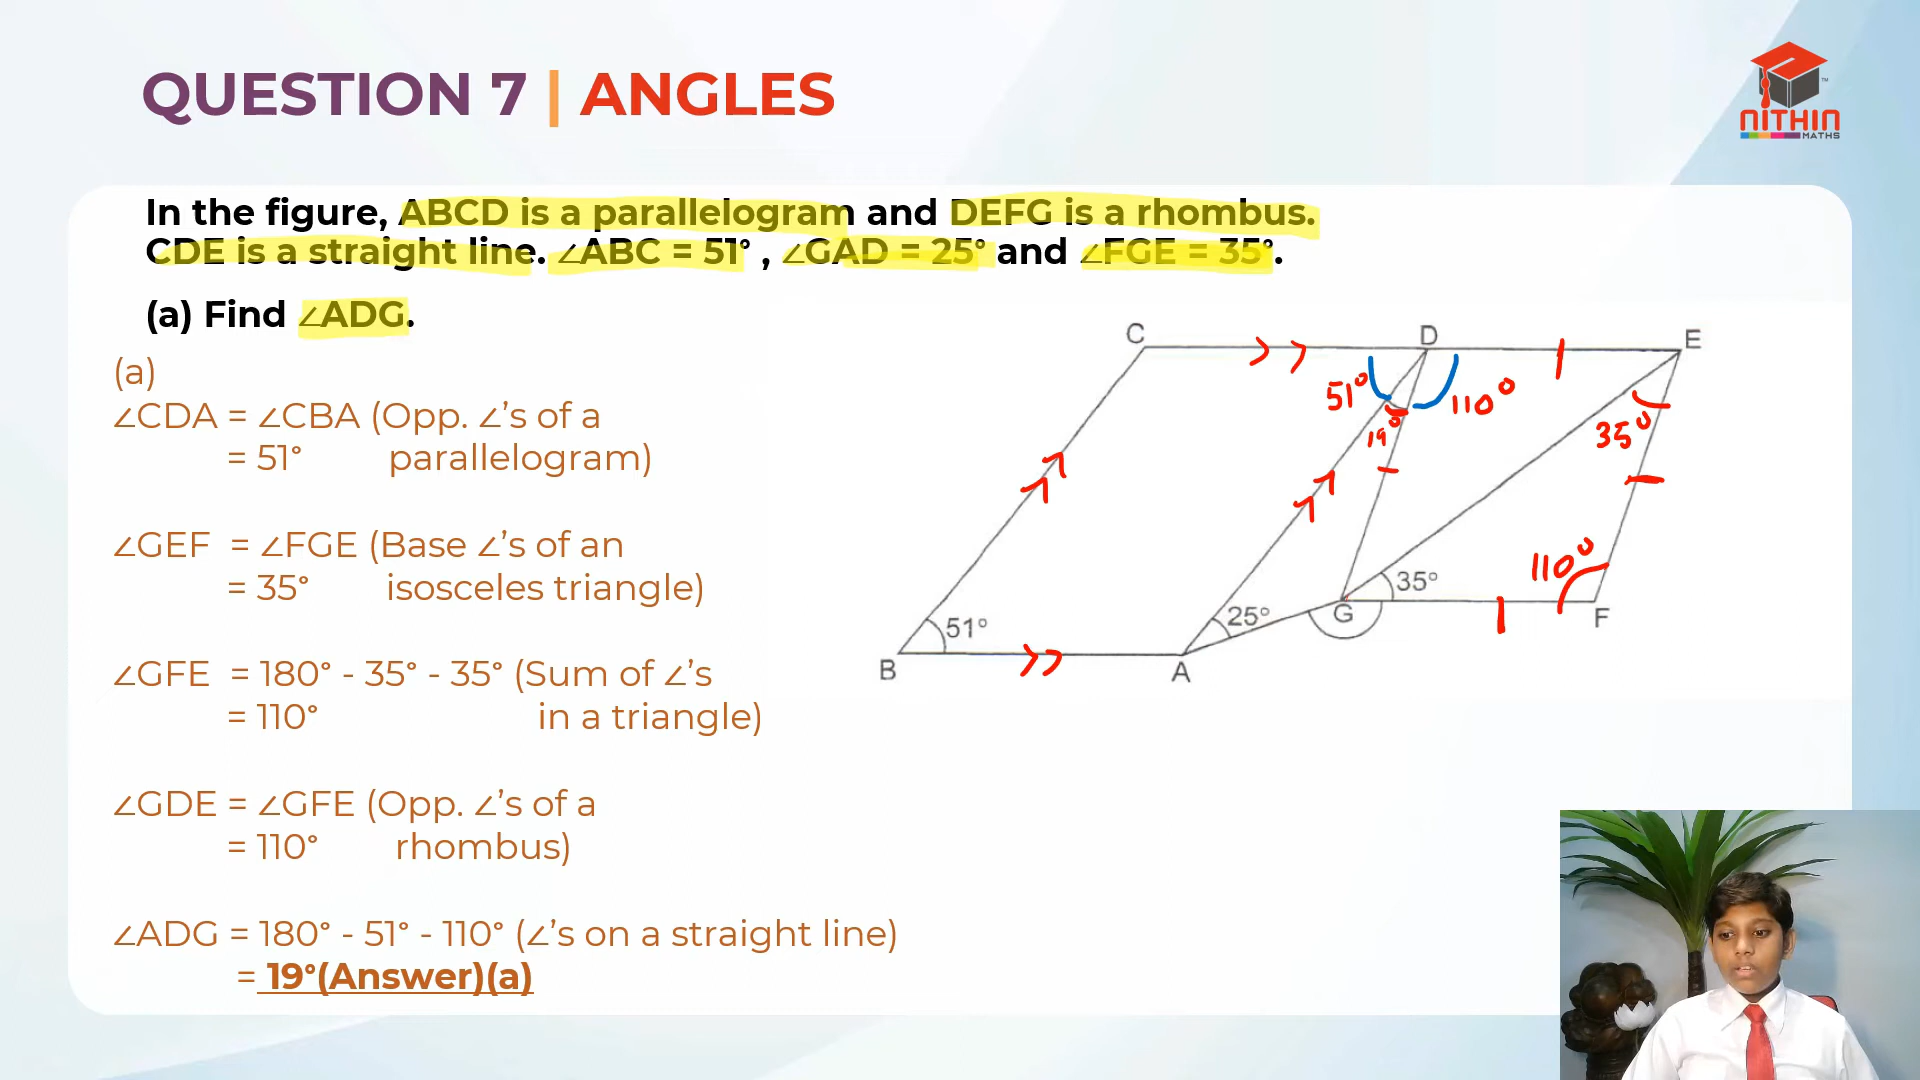 QUESTION 7 | ANGLES
NITHIN
MATHS
TM
In the figure, ABCD is a parallelogram and DEFG is a rhombus.
CDE is a straight line. ∠ABC = 51° , ∠GAD = 25° and ∠FGE = 35°.
(a) Find ∠ADG.
(a)
∠CDA = ∠CBA (Opp. ∠’s of a
= 51° parallelogram)
∠GEF = ∠FGE (Base ∠’s of an
= 35° isosceles triangle)
∠GFE = 180° - 35° - 35° (Sum of ∠’s
= 110° in a triangle)
∠GDE = ∠GFE (Opp. ∠’s of a
= 110° rhombus)
∠ADG = 180° - 51° - 110° (∠’s on a straight line)
= 19°(Answer)(a)
C
D
E
51°
110°
19°
35°
110°
35°
51°
25°
G
F
B
A